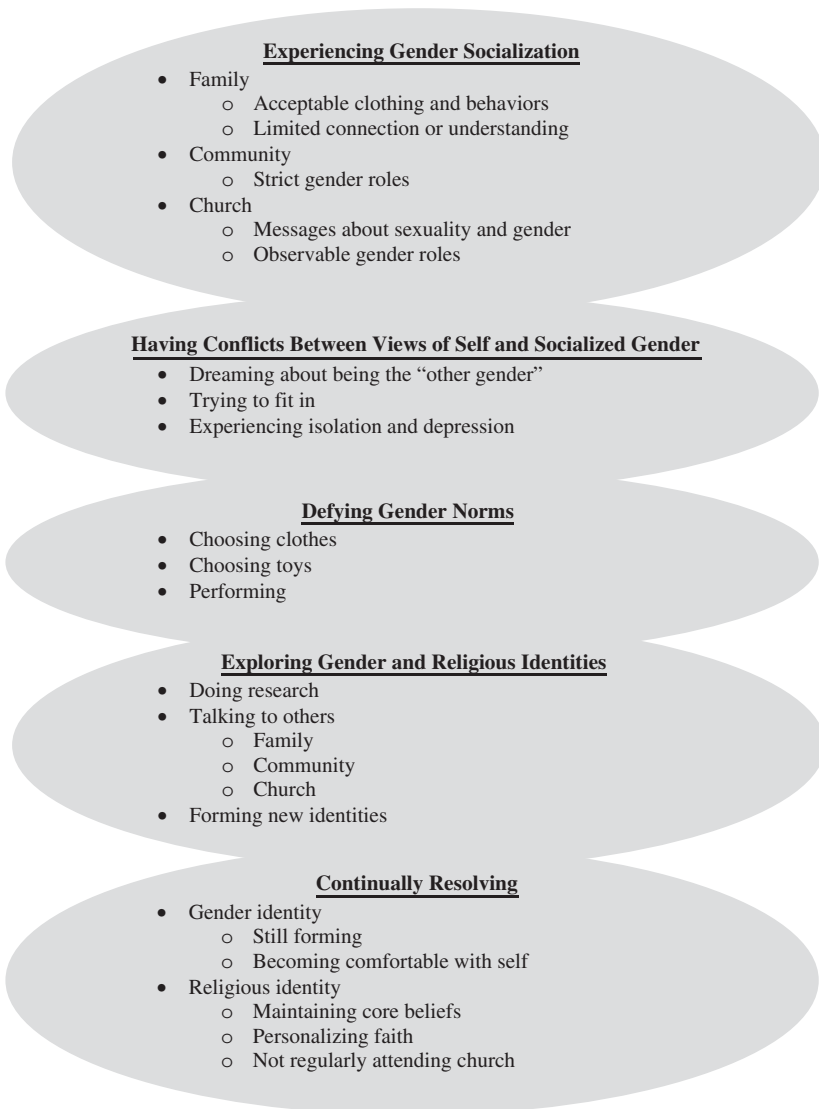 Experiencing Gender Socialization
• Family
o Acceptable clothing and behaviors
o Limited connection or understanding
• Community
o Strict gender roles
• Church
o Messages about sexuality and gender
o Observable gender roles
Having Conflicts Between Views of Self and Socialized Gender
• Dreaming about being the “other gender”
• Trying to fit in
• Experiencing isolation and depression
Defying Gender Norms
• Choosing clothes
• Choosing toys
• Performing
Exploring Gender and Religious Identities
• Doing research
• Talking to others
o Family
o Community
o Church
• Forming new identities
Continually Resolving
• Gender identity
o Still forming
o Becoming comfortable with self
• Religious identity
o Maintaining core beliefs
o Personalizing faith
o Not regularly attending church